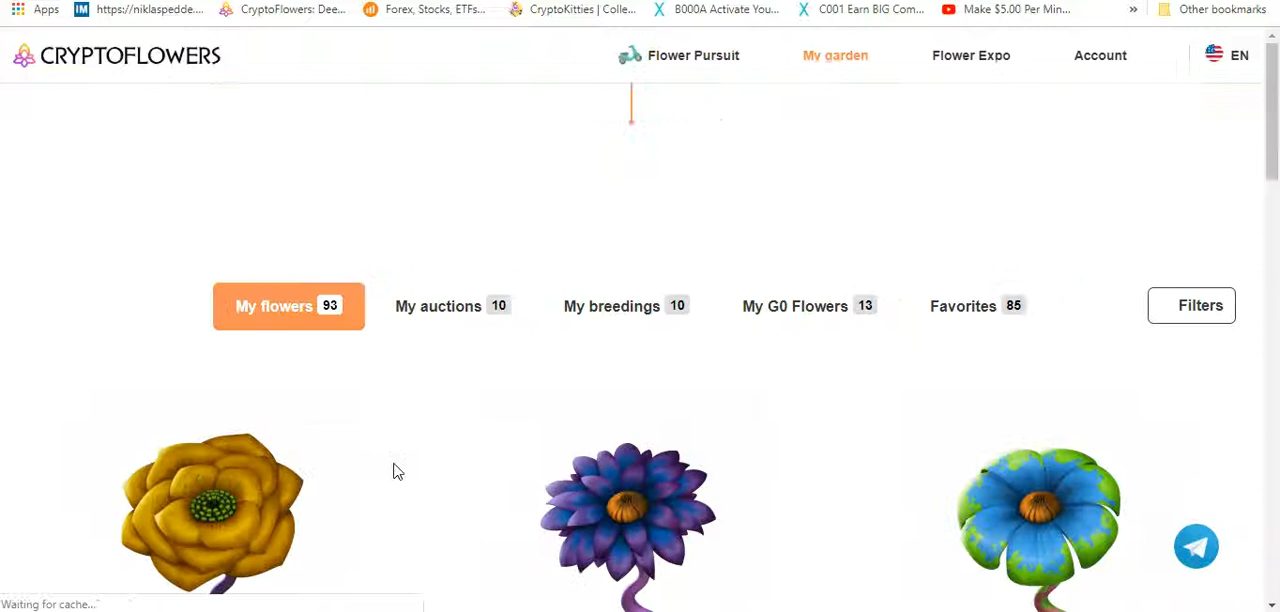 Apps https://niklaspedde.... CryptoFlowers: Dee... Forex, Stocks, ETFs... CryptoKitties | Colle... B000A Activate You... C001 Earn BIG Com... Make $5.00 Per Min... » Other bookmarks
CRYPTOFLOWERS Flower Pursuit My garden Flower Expo Account EN
My flowers 93 My auctions 10 My breedings 10 My G0 Flowers 13 Favorites 85 Filters
Waiting for cache...